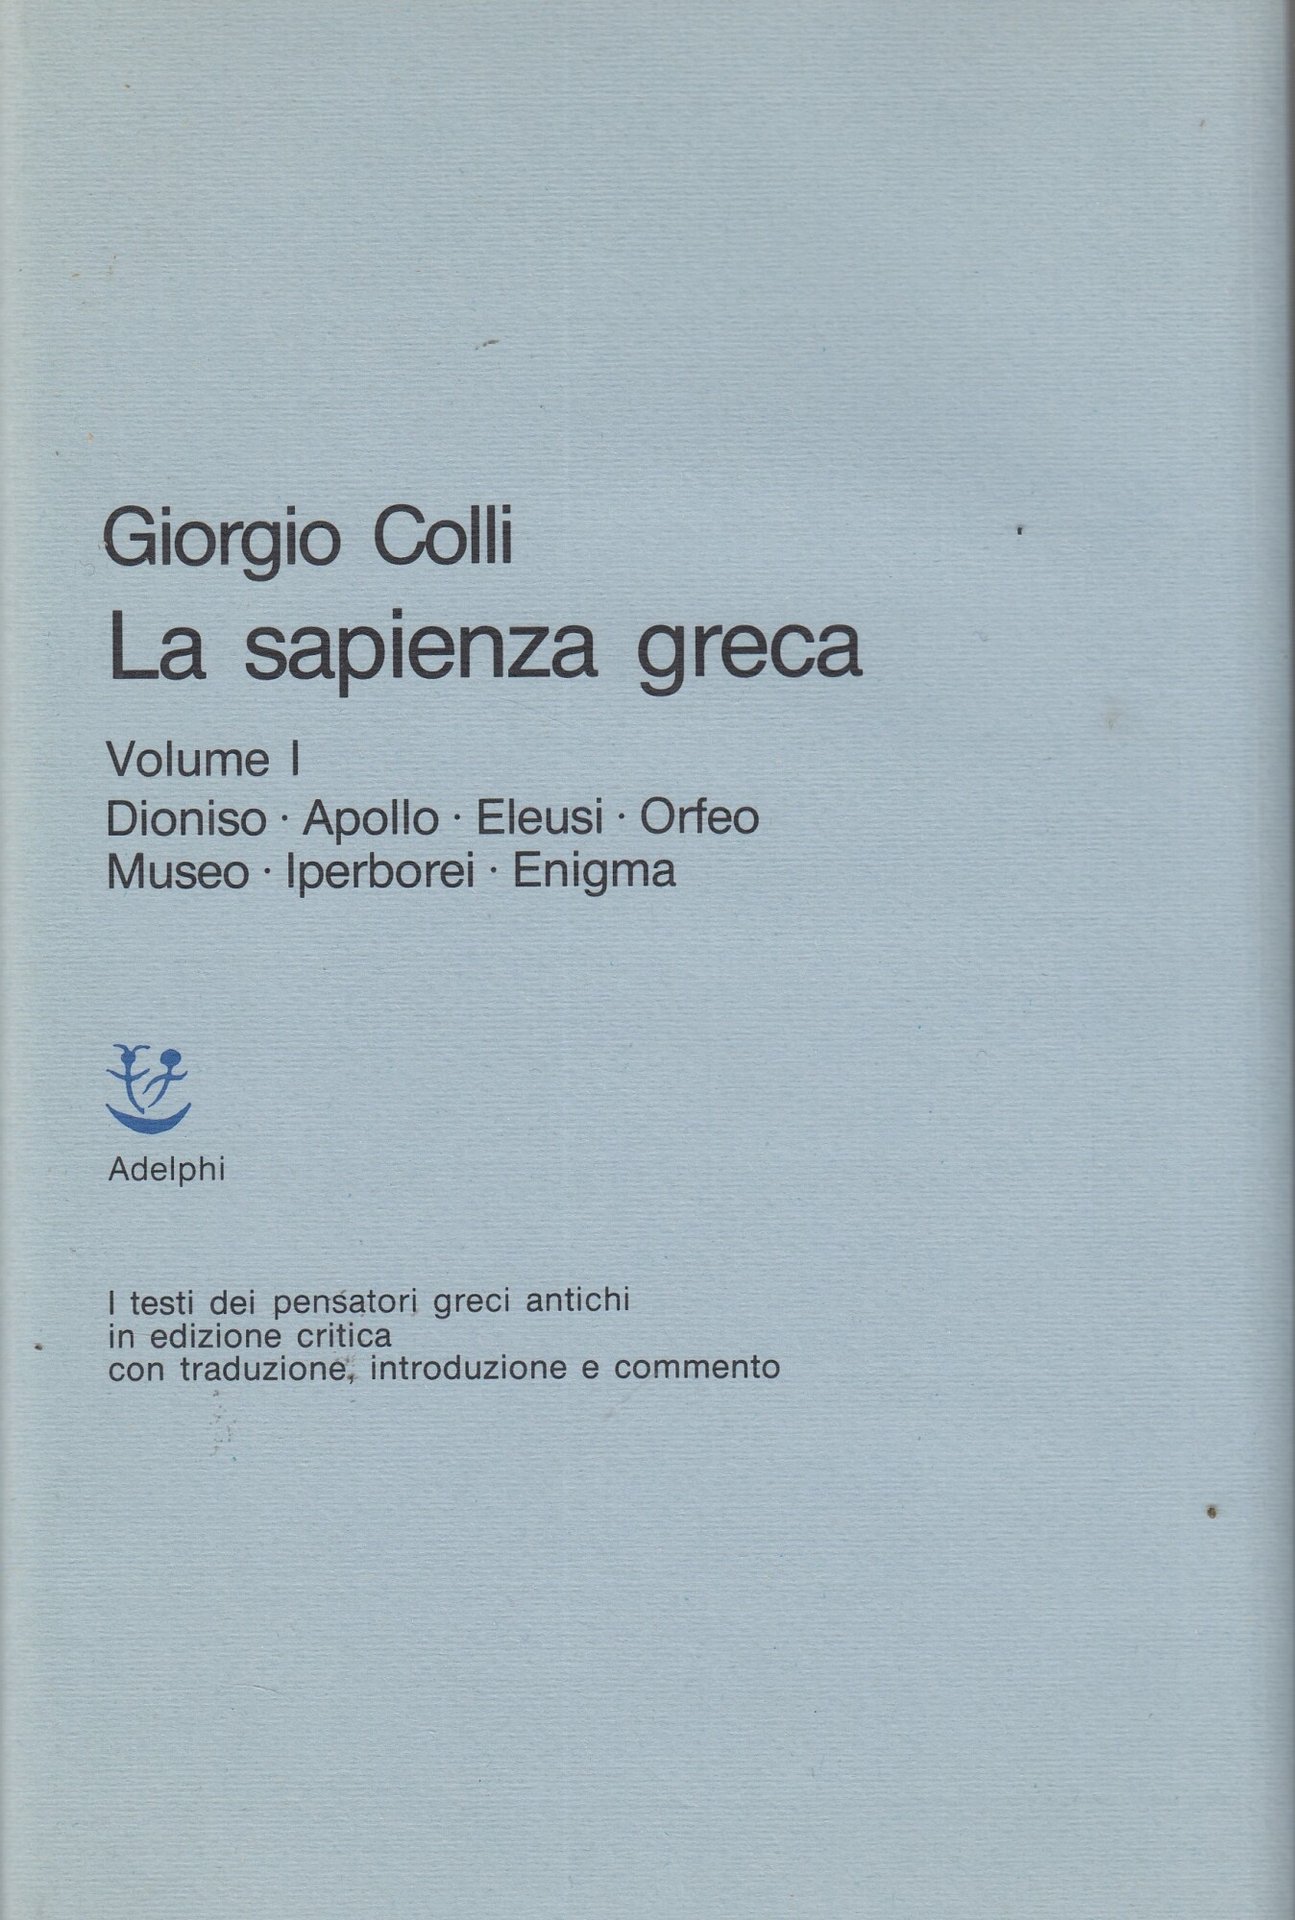 Giorgio Colli
La sapienza greca
Volume I
Dioniso · Apollo · Eleusi · Orfeo
Museo · Iperborei · Enigma
Adelphi
I testi dei pensatori greci antichi
in edizione critica
con traduzione, introduzione e commento